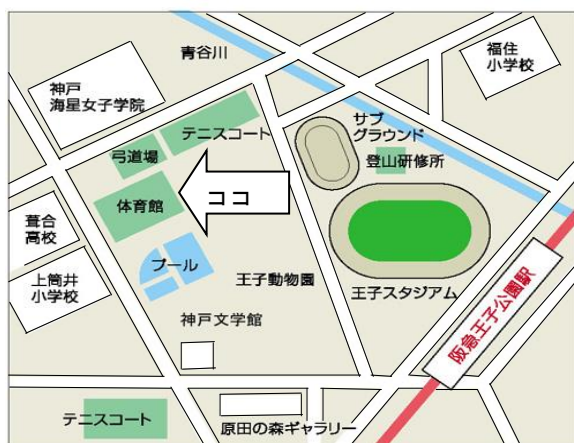 青谷川
福住
小学校
神戸
海星女子学院
サブ
グラウンド
テニスコート
弓道場
登山研修所
体育館
ココ
葺合
高校
プール
上筒井
小学校
王子動物園
王子スタジアム
神戸文学館
阪急王子公園駅
テニスコート
原田の森ギャラリー